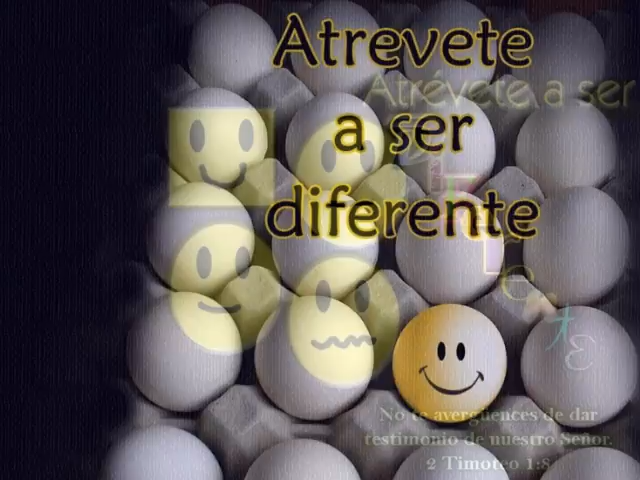 Atrevete
Atrévete a ser
a ser
diferente
No te avergüences de dar
testimonio de nuestro Señor.
2 Timoteo 1:8